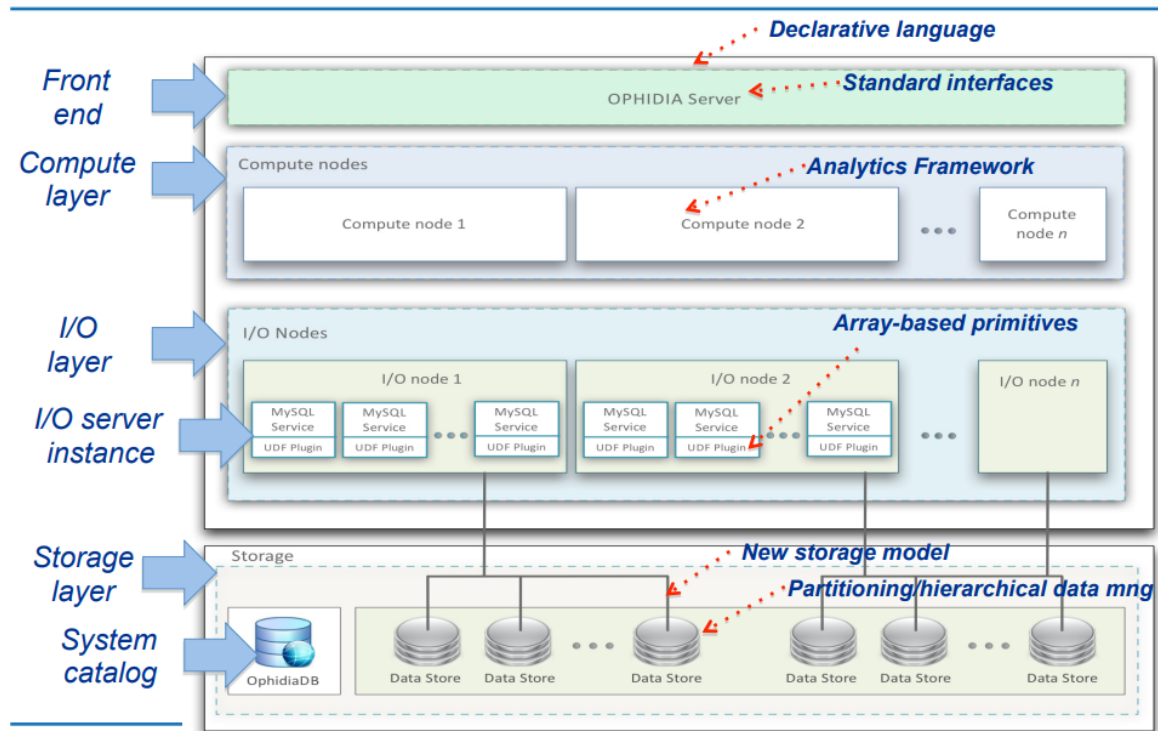 Declarative language
Front
end
OPHIDIA Server
Standard interfaces
Compute
layer
Compute nodes
Analytics Framework
Compute node 1
Compute node 2
Compute
node n
I/O
layer
I/O Nodes
Array-based primitives
I/O node 1
I/O node 2
I/O node n
I/O server
instance
MySQL
Service
UDF Plugin
MySQL
Service
UDF Plugin
MySQL
Service
UDF Plugin
MySQL
Service
UDF Plugin
MySQL
Service
UDF Plugin
MySQL
Service
UDF Plugin
Storage
layer
Storage
New storage model
Partitioning/hierarchical data mng
System
catalog
OphidiaDB
Data Store
Data Store
Data Store
Data Store
Data Store
Data Store